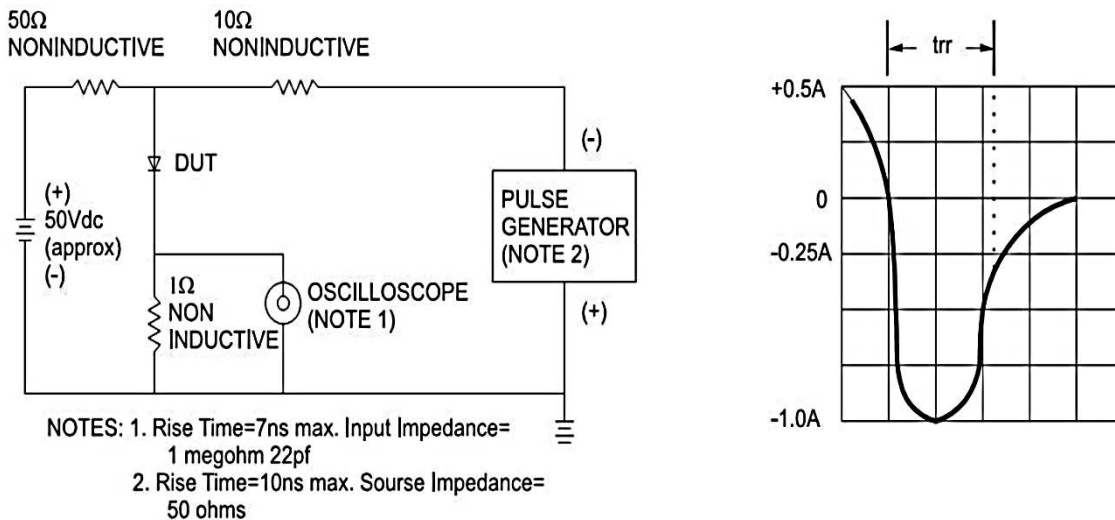 50Ω
NONINDUCTIVE
10Ω
NONINDUCTIVE
DUT
(+)
50Vdc
(approx)
(-)
1Ω
NON
INDUCTIVE
OSCILLOSCOPE
(NOTE 1)
(-)
PULSE
GENERATOR
(NOTE 2)
(+)
NOTES: 1. Rise Time=7ns max. Input Impedance=
1 megohm 22pf
2. Rise Time=10ns max. Sourse Impedance=
50 ohms
trr
+0.5A
0
-0.25A
-1.0A